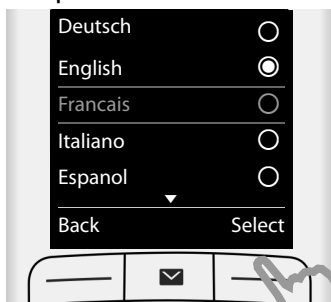 Deutsch
English
Francais
Italiano
Espanol
Back Select